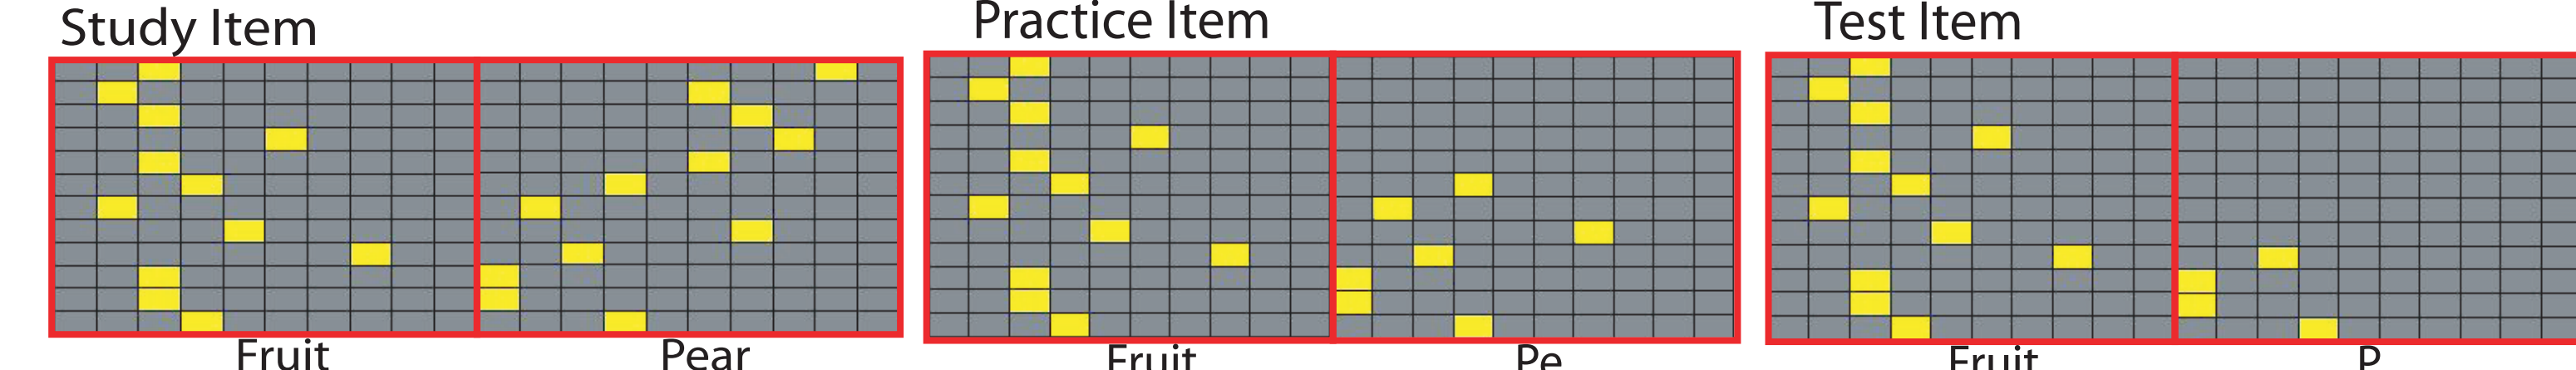 Study Item
Practice Item
Test Item
Fruit
Pear
Fruit
Pe
Fruit
P